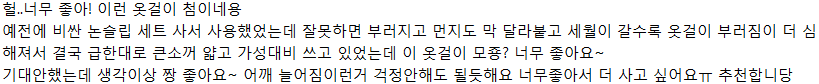 헐..너무 좋아! 이런 옷걸이 첨이네용
예전에 비싼 논슬립 세트 사서 사용했었는데 잘못하면 부러지고 먼지도 막 달라붙고 세월이 갈수록 옷걸이 부러짐이 더 심
해져서 결국 급한대로 큰소꺼 얇고 가성대비 쓰고 있었는데 이 옷걸이 모죵? 너무 좋아요~
기대안했는데 생각이상 짱 좋아요~ 어깨 늘어짐이런거 걱정안해도 될듯해요 너무좋아서 더 사고 싶어요ㅠ 추천합니당